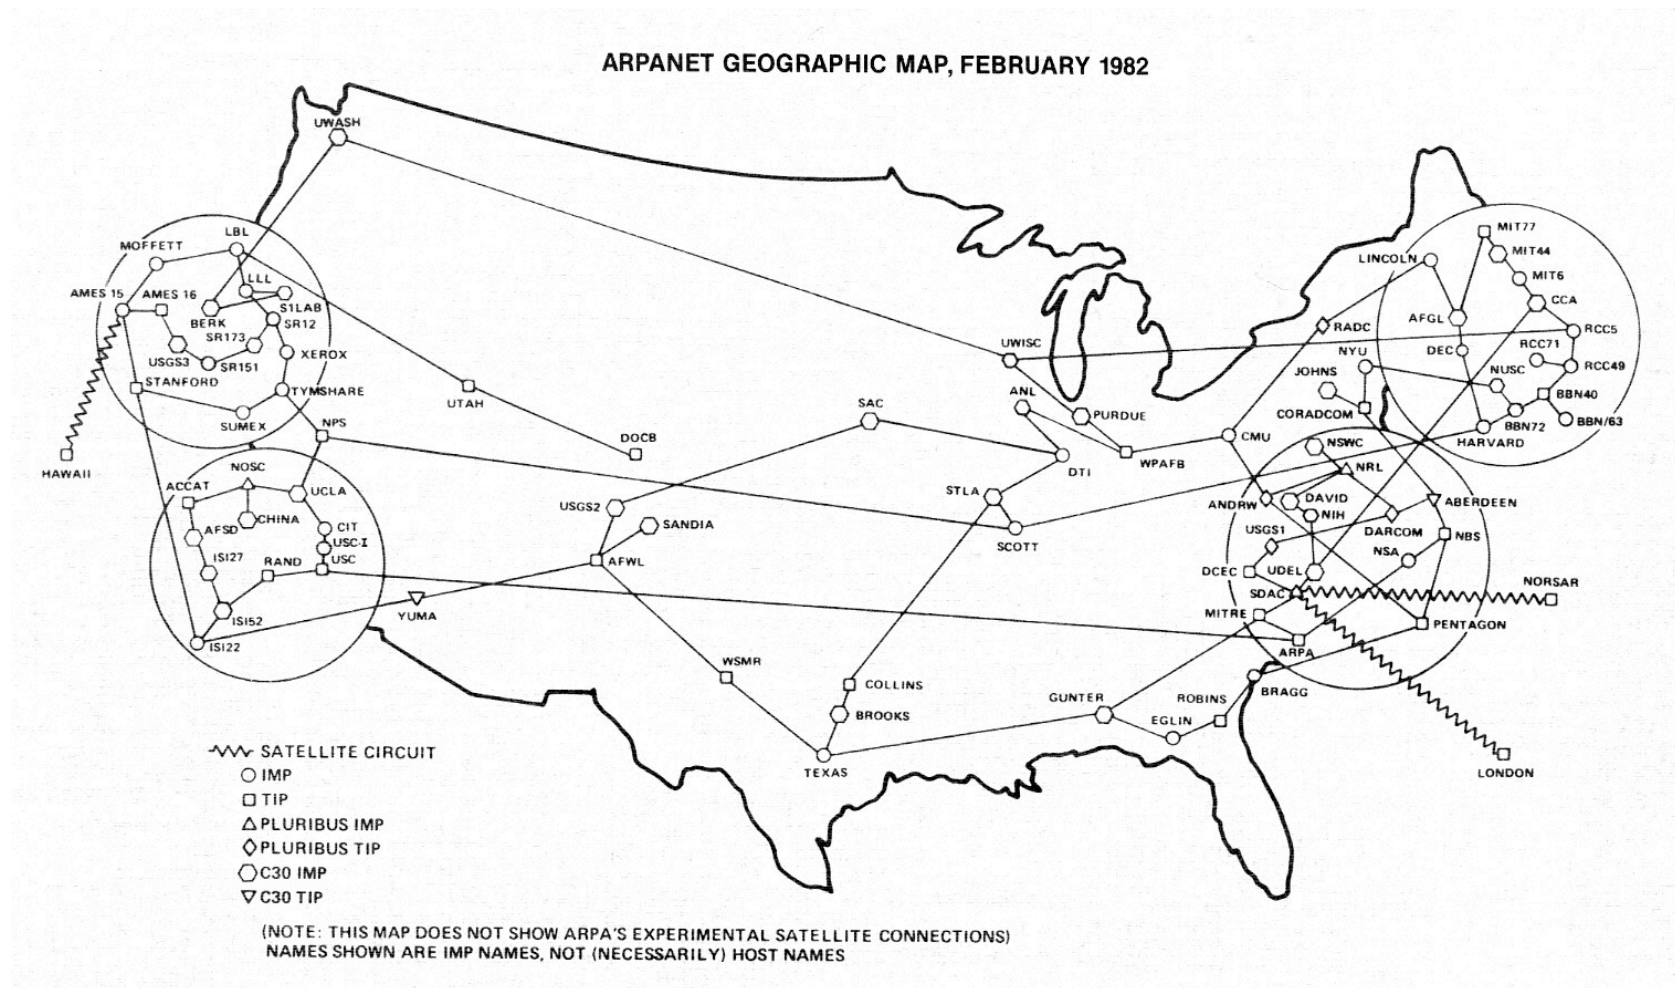 ARPANET GEOGRAPHIC MAP, FEBRUARY 1982
UWASH
LBL
MOFFETT
LLL
AMES 15
AMES 16
S1LAB
BERK
SR12
SR173
USGS3
SR151
XEROX
STANFORD
TYMSHARE
SUMEX
NPS
HAWAII
UTAH
DOCB
NOSC
ACCAT
UCLA
CHINA
AFSD
CIT
USC-I
ISI27
RAND
USC
ISI52
ISI22
YUMA
SAC
USGS2
SANDIA
AFWL
WSMR
UWISC
ANL
PURDUE
DTI
WPAFB
STLA
SCOTT
COLLINS
BROOKS
TEXAS
GUNTER
EGLIN
ROBINS
BRAGG
CMU
RADC
LINCOLN
MIT77
MIT44
MIT6
CCA
AFGL
RCC5
RCC71
DEC
RCC49
NYU
NUSC
JOHNS
BBN40
CORADCOM
BBN72
BBN/63
HARVARD
NSWC
NRL
ANDRW
DAVID
ABERDEEN
NIH
USGS1
DARCOM
NBS
NSA
DCEC
UDEL
SDAC
NORSAR
MITRE
PENTAGON
ARPA
LONDON
SATELLITE CIRCUIT
IMP
TIP
PLURIBUS IMP
PLURIBUS TIP
C30 IMP
C30 TIP
(NOTE: THIS MAP DOES NOT SHOW ARPA'S EXPERIMENTAL SATELLITE CONNECTIONS)
NAMES SHOWN ARE IMP NAMES, NOT (NECESSARILY) HOST NAMES